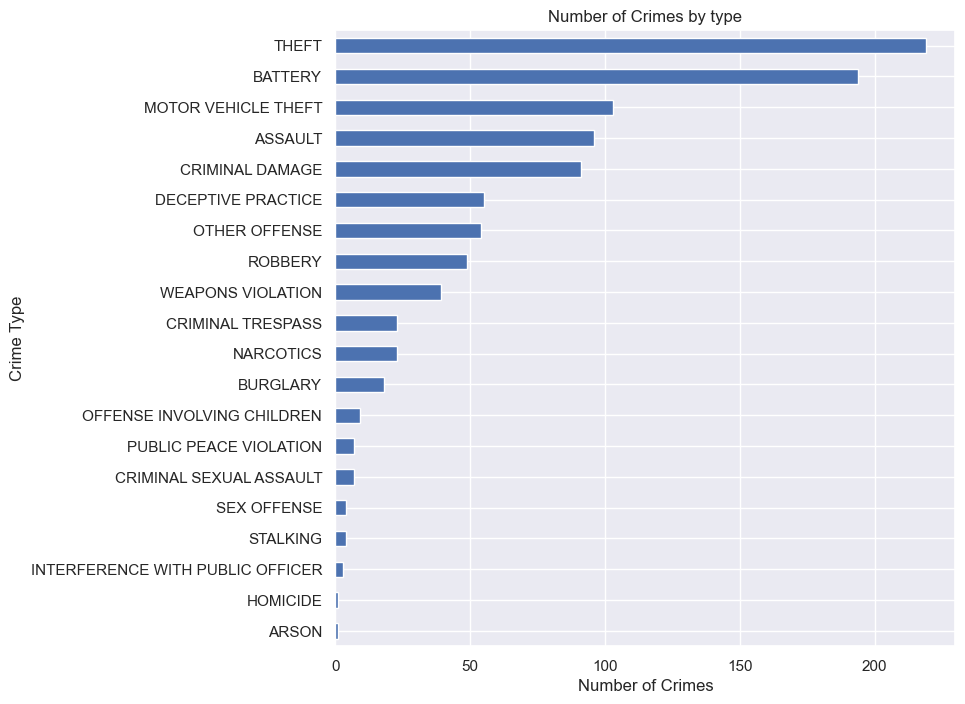 Number of Crimes by type
Crime Type
THEFT
BATTERY
MOTOR VEHICLE THEFT
ASSAULT
CRIMINAL DAMAGE
DECEPTIVE PRACTICE
OTHER OFFENSE
ROBBERY
WEAPONS VIOLATION
CRIMINAL TRESPASS
NARCOTICS
BURGLARY
OFFENSE INVOLVING CHILDREN
PUBLIC PEACE VIOLATION
CRIMINAL SEXUAL ASSAULT
SEX OFFENSE
STALKING
INTERFERENCE WITH PUBLIC OFFICER
HOMICIDE
ARSON
0 50 100 150 200
Number of Crimes